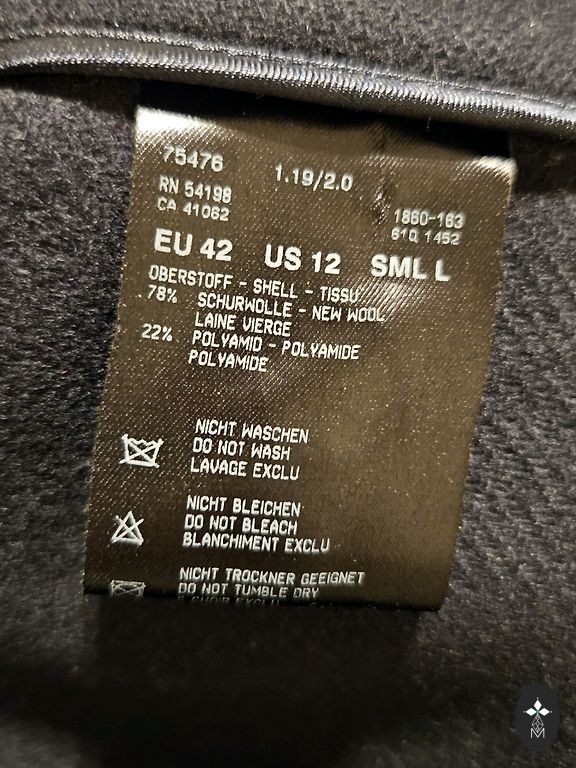 75476 1.19/2.0
RN 54198
CA 41062 1860-163
610 1452
EU 42 US 12 SML L
OBERSTOFF - SHELL - TISSU
78% SCHURWOLLE - NEW WOOL
LAINE VIERGE
22% POLYAMID - POLYAMIDE
POLYAMIDE
NICHT WASCHEN
DO NOT WASH
LAVAGE EXCLU
NICHT BLEICHEN
DO NOT BLEACH
BLANCHIMENT EXCLU
NICHT TROCKNER GEEIGNET
DO NOT TUMBLE DRY
M